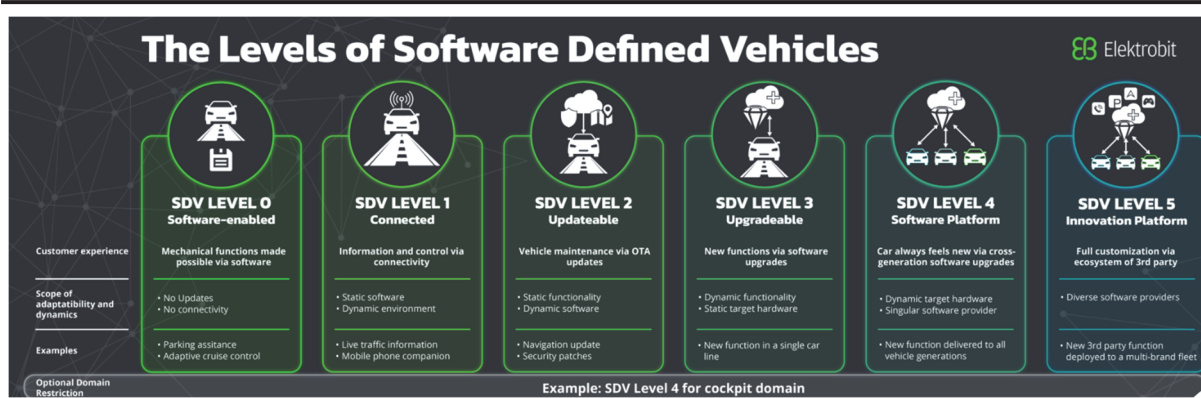 The Levels of Software Defined Vehicles
Elektrobit
P
A
SDV LEVEL 0
Software-enabled
SDV LEVEL 1
Connected
SDV LEVEL 2
Updateable
SDV LEVEL 3
Upgradeable
SDV LEVEL 4
Software Platform
SDV LEVEL 5
Innovation Platform
Customer experience
Mechanical functions made
possible via software
Information and control via
connectivity
Vehicle maintenance via OTA
updates
New functions via software
upgrades
Car always feels new via cross-
generation software upgrades
Full customization via
ecosystem of 3rd party
Scope of
adaptatibility and
dynamics
• No Updates
• No connectivity
• Static software
• Dynamic environment
• Static functionality
• Dynamic software
• Dynamic functionality
• Static target hardware
• Dynamic target hardware
• Singular software provider
• Diverse software providers
Examples
• Parking assitance
• Adaptive cruise control
• Live traffic information
• Mobile phone companion
• Navigation update
• Security patches
• New function in a single car
line
• New function delivered to all
vehicle generations
• New 3rd party function
deployed to a multi-brand fleet
Optional Domain
Restriction
Example: SDV Level 4 for cockpit domain